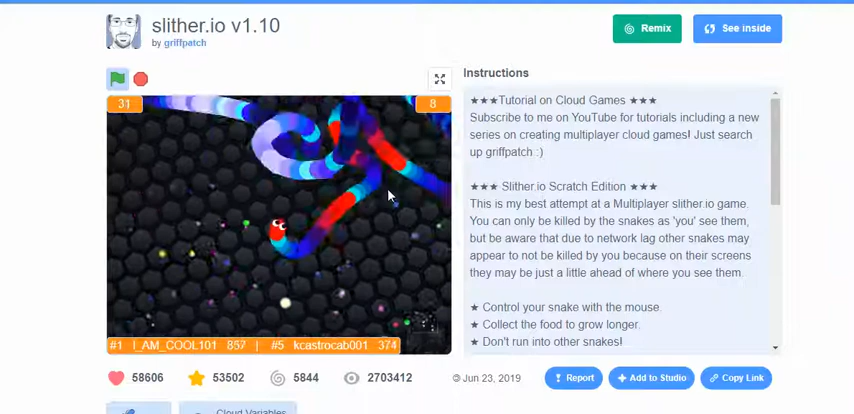 slither.io v1.10
by griffpatch
Remix
See inside
Instructions
31
8
#1 I_AM_COOL101 857 | #5 kcastrocab001 374
★★★Tutorial on Cloud Games ★★★
Subscribe to me on YouTube for tutorials including a new
series on creating multiplayer cloud games! Just search
up griffpatch :)
★★★ Slither.io Scratch Edition ★★★
This is my best attempt at a Multiplayer slither.io game.
You can only be killed by the snakes as 'you' see them,
but be aware that due to network lag other snakes may
appear to not be killed by you because on their screens
they may be just a little ahead of where you see them.
★ Control your snake with the mouse.
★ Collect the food to grow longer.
★ Don't run into other snakes!
58606
53502
5844
2703412
© Jun 23, 2019
Report
Add to Studio
Copy Link
Cloud Variables